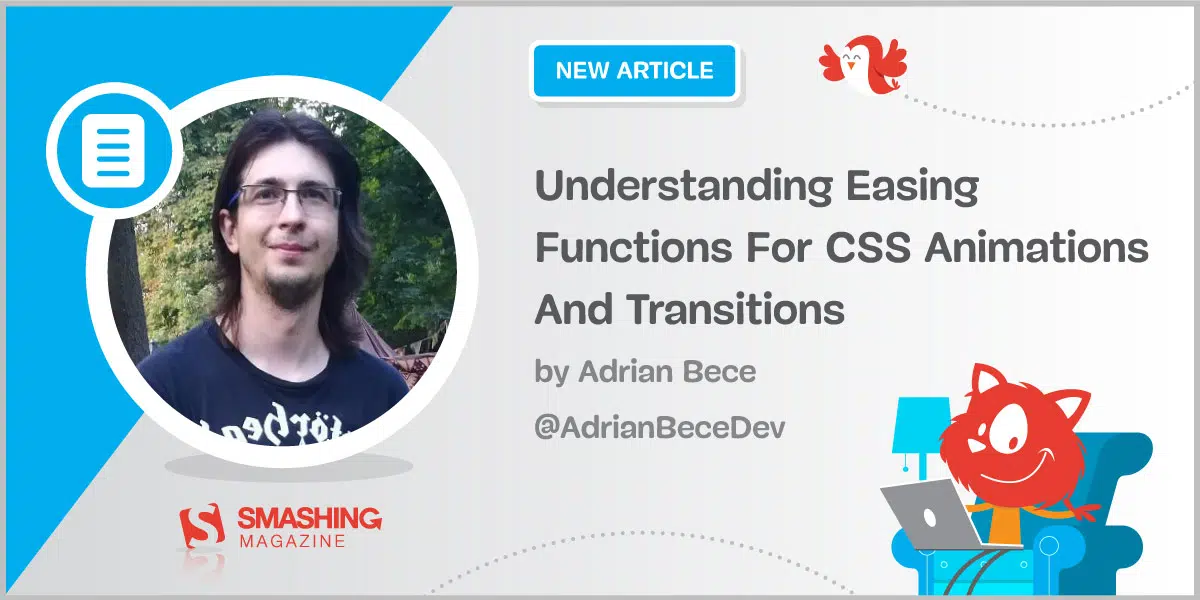 NEW ARTICLE
Understanding Easing
Functions For CSS Animations
And Transitions
by Adrian Bece
@AdrianBeceDev
SMASHING
MAGAZINE